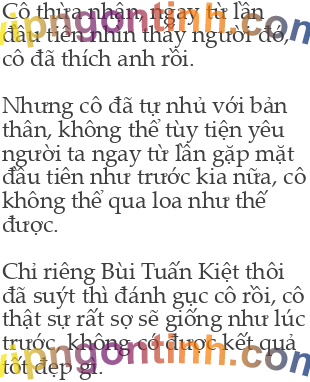 Cô thừa nhận, ngay từ lần
đầu tiên nhìn thấy người đó,
cô đã thích anh rồi.
Nhưng cô đã tự nhủ với bản
thân, không thể tùy tiện yêu
người ta ngay từ lần gặp mặt
đầu tiên như trước kia nữa, cô
không thể qua loa như thế
được.
Chỉ riêng Bùi Tuấn Kiệt thôi
đã suýt thì đánh gục cô rồi, cô
thật sự rất sợ sẽ giống như lúc
trước, không có được kết quả
tốt đẹp gì.
vipngontinh.com
vipngontinh.com